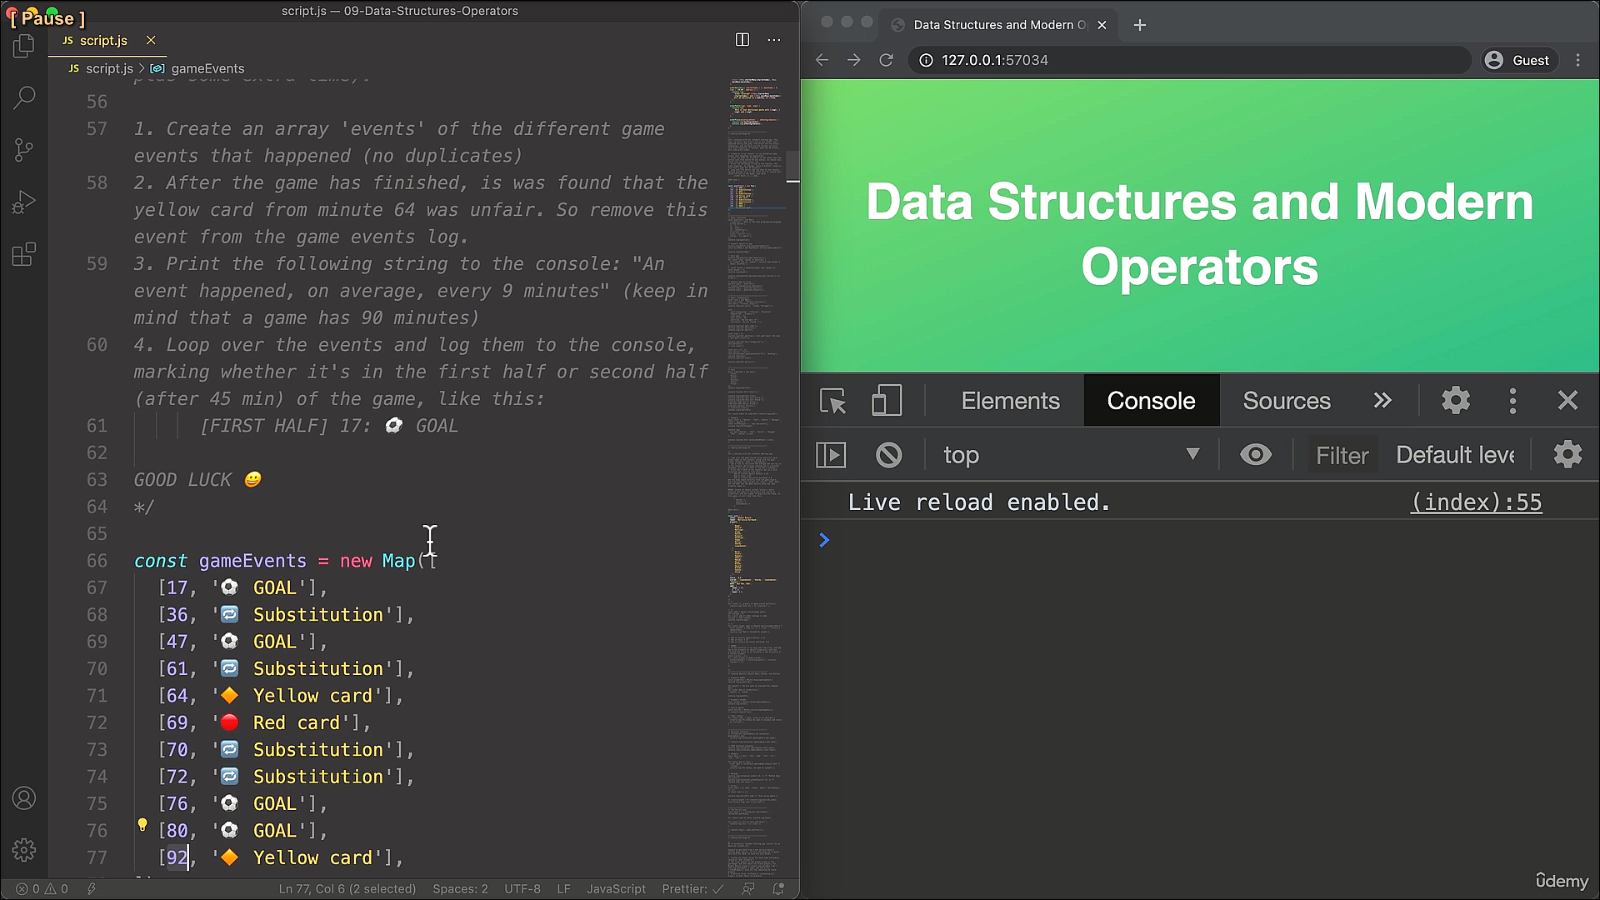 [ Pause ]
script.js — 09-Data-Structures-Operators
JS script.js
JS script.js > gameEvents
plus some extra time).
56
57 1. Create an array 'events' of the different game
events that happened (no duplicates)
58 2. After the game has finished, is was found that the
yellow card from minute 64 was unfair. So remove this
event from the game events log.
59 3. Print the following string to the console: "An
event happened, on average, every 9 minutes" (keep in
mind that a game has 90 minutes)
60 4. Loop over the events and log them to the console,
marking whether it's in the first half or second half
(after 45 min) of the game, like this:
61 [FIRST HALF] 17: ⚽️ GOAL
62
63 GOOD LUCK 😀
64 */
65
66 const gameEvents = new Map([
67 [17, '⚽️ GOAL'],
68 [36, '🔁 Substitution'],
69 [47, '⚽️ GOAL'],
70 [61, '🔁 Substitution'],
71 [64, '🔶 Yellow card'],
72 [69, '🔴 Red card'],
73 [70, '🔁 Substitution'],
74 [72, '🔁 Substitution'],
75 [76, '⚽️ GOAL'],
76 [80, '⚽️ GOAL'],
77 [92, '🔶 Yellow card'],
0 0
Ln 77, Col 6 (2 selected) Spaces: 2 UTF-8 LF JavaScript Prettier: ✓
Data Structures and Modern O
127.0.0.1:57034
Guest
Data Structures and Modern
Operators
Elements Console Sources
top Filter Default leve
Live reload enabled. (index):55
ûdemy